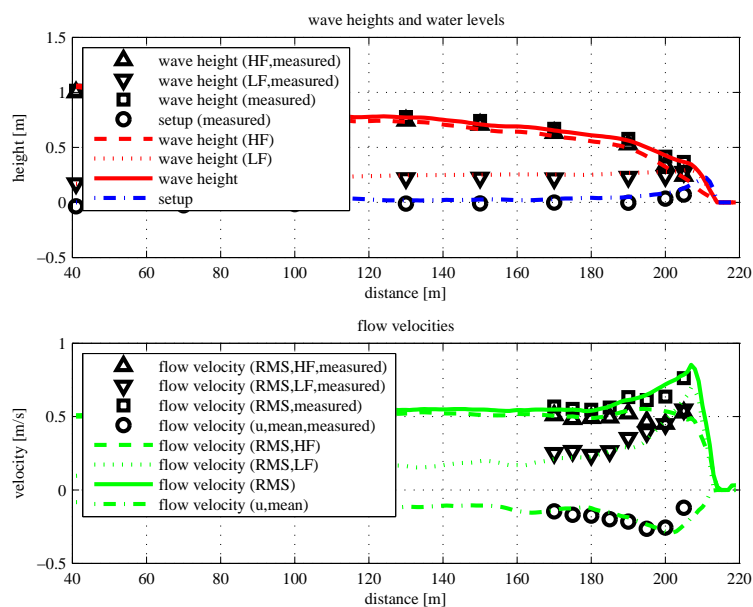 wave heights and water levels
1.5
1
0.5
0
−0.5
height [m]
wave height (HF,measured)
wave height (LF,measured)
wave height (measured)
setup (measured)
wave height (HF)
wave height (LF)
wave height
setup
40 60 80 100 120 140 160 180 200 220
distance [m]
flow velocities
1
0.5
0
−0.5
velocity [m/s]
flow velocity (RMS,HF,measured)
flow velocity (RMS,LF,measured)
flow velocity (RMS,measured)
flow velocity (u,mean,measured)
flow velocity (RMS,HF)
flow velocity (RMS,LF)
flow velocity (RMS)
flow velocity (u,mean)
40 60 80 100 120 140 160 180 200 220
distance [m]